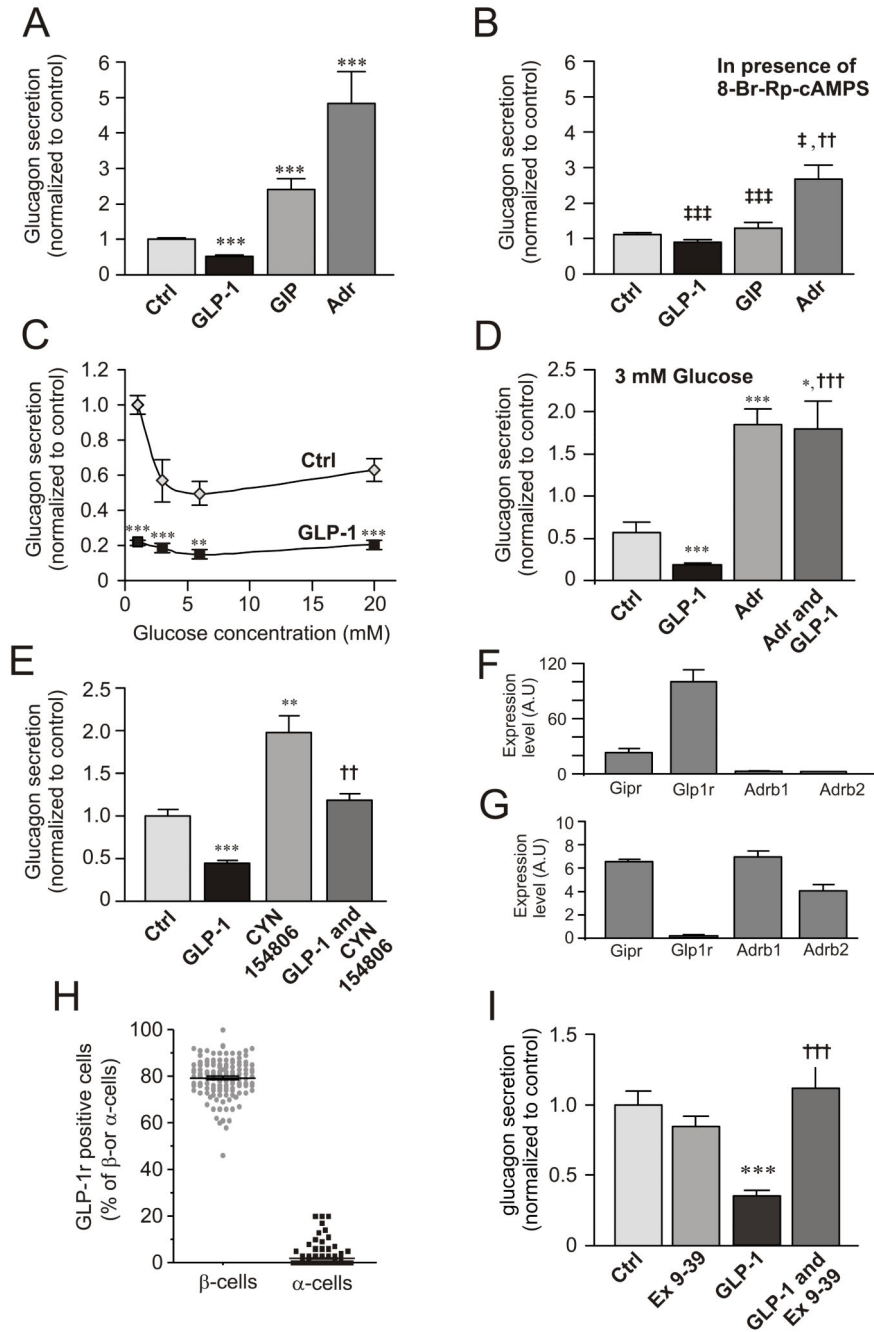 A
Glucagon secretion
(normalized to control)
6
5
4
3
2
1
0
***
***
***
Ctrl
GLP-1
GIP
Adr
B
In presence of
8-Br-Rp-cAMPS
Glucagon secretion
(normalized to control)
6
5
4
3
2
1
0
‡‡‡
‡‡‡
‡,††
Ctrl
GLP-1
GIP
Adr
C
Glucagon secretion
(normalized to control)
1.2
1.0
0.8
0.6
0.4
0.2
0
Ctrl
GLP-1
***
***
**
***
0
5
10
15
20
Glucose concentration (mM)
D
3 mM Glucose
Glucagon secretion
(normalized to control)
2.5
2.0
1.5
1.0
0.5
0
***
***
*,†††
Ctrl
GLP-1
Adr
Adr and
GLP-1
E
Glucagon secretion
(normalized to control)
2.5
2.0
1.5
1.0
0.5
0
***
**
††
Ctrl
GLP-1
CYN
154806
GLP-1 and
CYN
154806
F
Expression
level (A.U)
120
60
0
Gipr
Glp1r
Adrb1
Adrb2
G
Expression
level (A.U)
10
8
6
4
2
0
Gipr
Glp1r
Adrb1
Adrb2
H
GLP-1r positive cells
(% of β-or α-cells)
100
80
60
40
20
0
β-cells
α-cells
I
glucagon secretion
(normalized to control)
1.5
1.0
0.5
0
***
†††
Ctrl
Ex 9-39
GLP-1
GLP-1 and
Ex 9-39